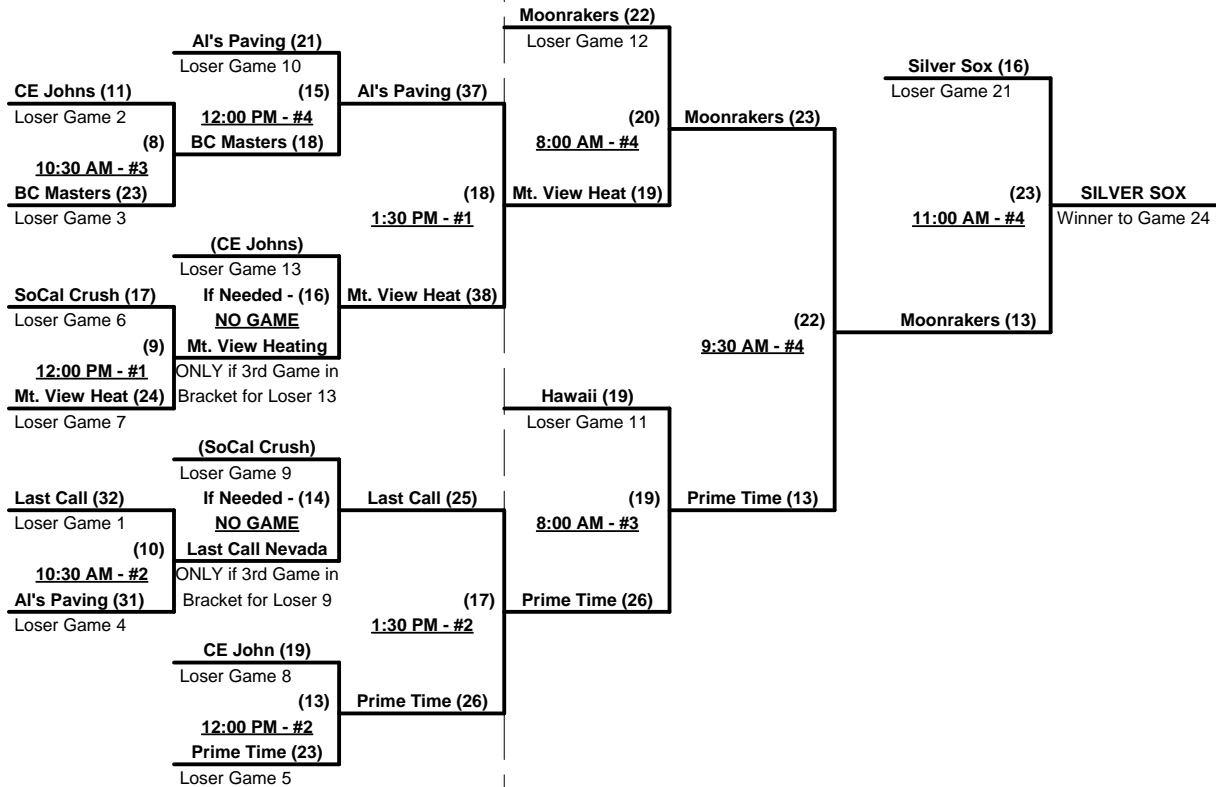 Moonrakers (22)
Loser Game 12
Al's Paving (21)
Loser Game 10
Silver Sox (16)
Loser Game 21
CE Johns (11)
Loser Game 2
(15)
12:00 PM - #4
Al's Paving (37)
(20)
8:00 AM - #4
Moonrakers (23)
(8)
10:30 AM - #3
BC Masters (18)
BC Masters (23)
Loser Game 3
(18)
1:30 PM - #1
Mt. View Heat (19)
(23)
11:00 AM - #4
SILVER SOX
Winner to Game 24
(CE Johns)
Loser Game 13
SoCal Crush (17)
Loser Game 6
If Needed - (16)
NO GAME
Mt. View Heat (38)
(22)
9:30 AM - #4
Moonrakers (13)
(9)
12:00 PM - #1
Mt. View Heating
ONLY if 3rd Game in
Bracket for Loser 13
Mt. View Heat (24)
Loser Game 7
Hawaii (19)
Loser Game 11
(SoCal Crush)
Loser Game 9
Last Call (32)
Loser Game 1
If Needed - (14)
NO GAME
Last Call (25)
(19)
8:00 AM - #3
Prime Time (13)
(10)
10:30 AM - #2
Last Call Nevada
ONLY if 3rd Game in
Bracket for Loser 9
Al's Paving (31)
Loser Game 4
(17)
1:30 PM - #2
Prime Time (26)
CE John (19)
Loser Game 8
(13)
12:00 PM - #2
Prime Time (26)
Prime Time (23)
Loser Game 5